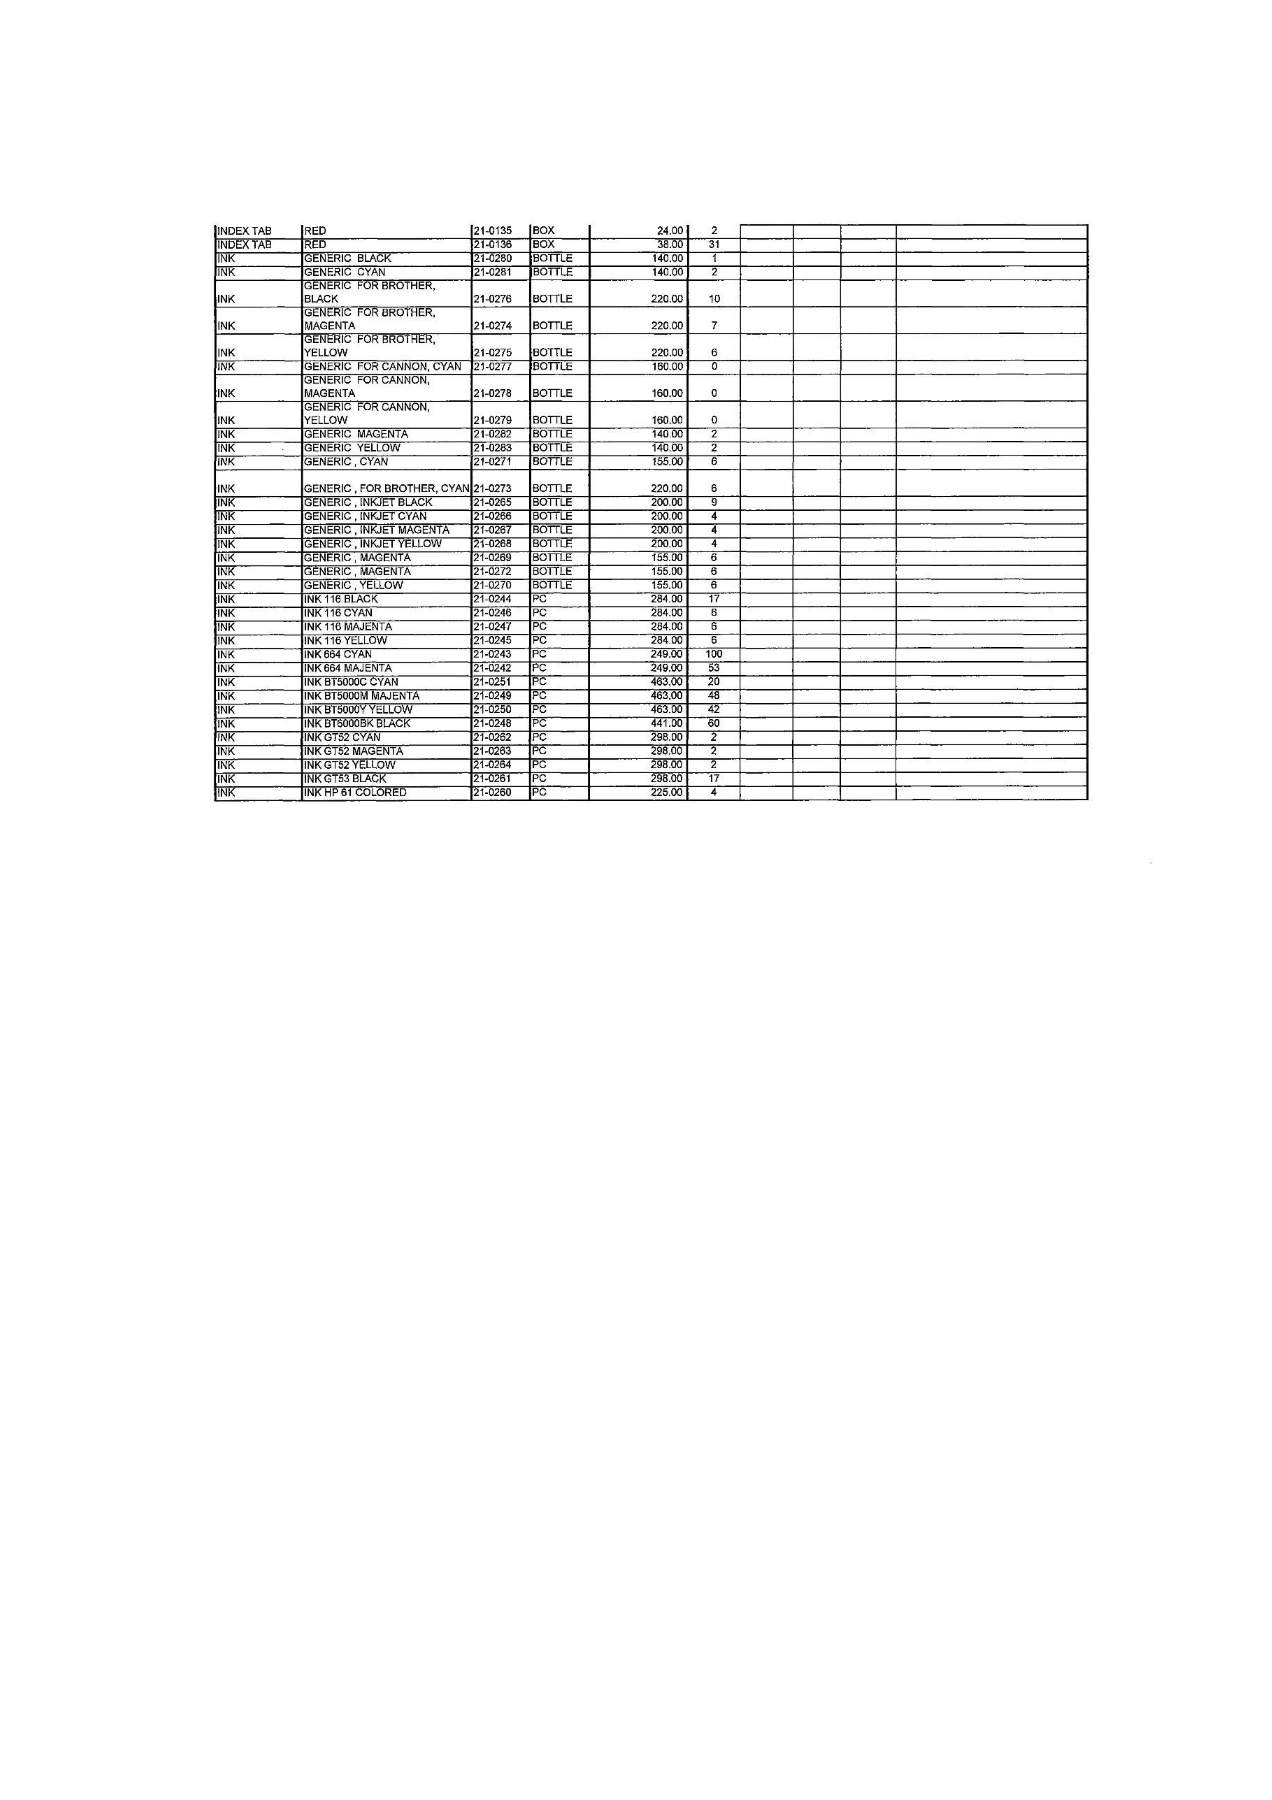 INDEX TAB RED 21-0135 BOX 24.00 2
INDEX TAB RED 21-0136 BOX 38.00 31
INK GENERIC BLACK 21-0280 BOTTLE 140.00 1
INK GENERIC CYAN 21-0281 BOTTLE 140.00 2
GENERIC FOR BROTHER,
INK BLACK 21-0276 BOTTLE 220.00 10
GENERIC FOR BROTHER,
INK MAGENTA 21-0274 BOTTLE 220.00 7
GENERIC FOR BROTHER,
INK YELLOW 21-0275 BOTTLE 220.00 6
INK GENERIC FOR CANNON, CYAN 21-0277 BOTTLE 160.00 0
GENERIC FOR CANNON,
INK MAGENTA 21-0278 BOTTLE 160.00 0
GENERIC FOR CANNON,
INK YELLOW 21-0279 BOTTLE 160.00 0
INK GENERIC MAGENTA 21-0282 BOTTLE 140.00 2
INK GENERIC YELLOW 21-0283 BOTTLE 140.00 2
INK GENERIC , CYAN 21-0271 BOTTLE 155.00 6
INK GENERIC , FOR BROTHER, CYAN 21-0273 BOTTLE 220.00 6
INK GENERIC , INKJET BLACK 21-0265 BOTTLE 200.00 9
INK GENERIC , INKJET CYAN 21-0266 BOTTLE 200.00 4
INK GENERIC , INKJET MAGENTA 21-0267 BOTTLE 200.00 4
INK GENERIC , INKJET YELLOW 21-0268 BOTTLE 200.00 4
INK GENERIC , MAGENTA 21-0269 BOTTLE 155.00 6
INK GENERIC , MAGENTA 21-0272 BOTTLE 155.00 6
INK GENERIC , YELLOW 21-0270 BOTTLE 155.00 6
INK INK 116 BLACK 21-0244 PC 284.00 17
INK INK 116 CYAN 21-0246 PC 284.00 6
INK INK 116 MAJENTA 21-0247 PC 284.00 6
INK INK 116 YELLOW 21-0245 PC 284.00 6
INK INK 664 CYAN 21-0243 PC 249.00 100
INK INK 664 MAJENTA 21-0242 PC 249.00 53
INK INK BT5000C CYAN 21-0251 PC 463.00 20
INK INK BT5000M MAJENTA 21-0249 PC 463.00 48
INK INK BT5000Y YELLOW 21-0250 PC 463.00 42
INK INK BT6000BK BLACK 21-0248 PC 441.00 60
INK INK GT52 CYAN 21-0262 PC 298.00 2
INK INK GT52 MAGENTA 21-0263 PC 298.00 2
INK INK GT52 YELLOW 21-0264 PC 298.00 2
INK INK GT53 BLACK 21-0261 PC 298.00 17
INK INK HP 61 COLORED 21-0260 PC 225.00 4